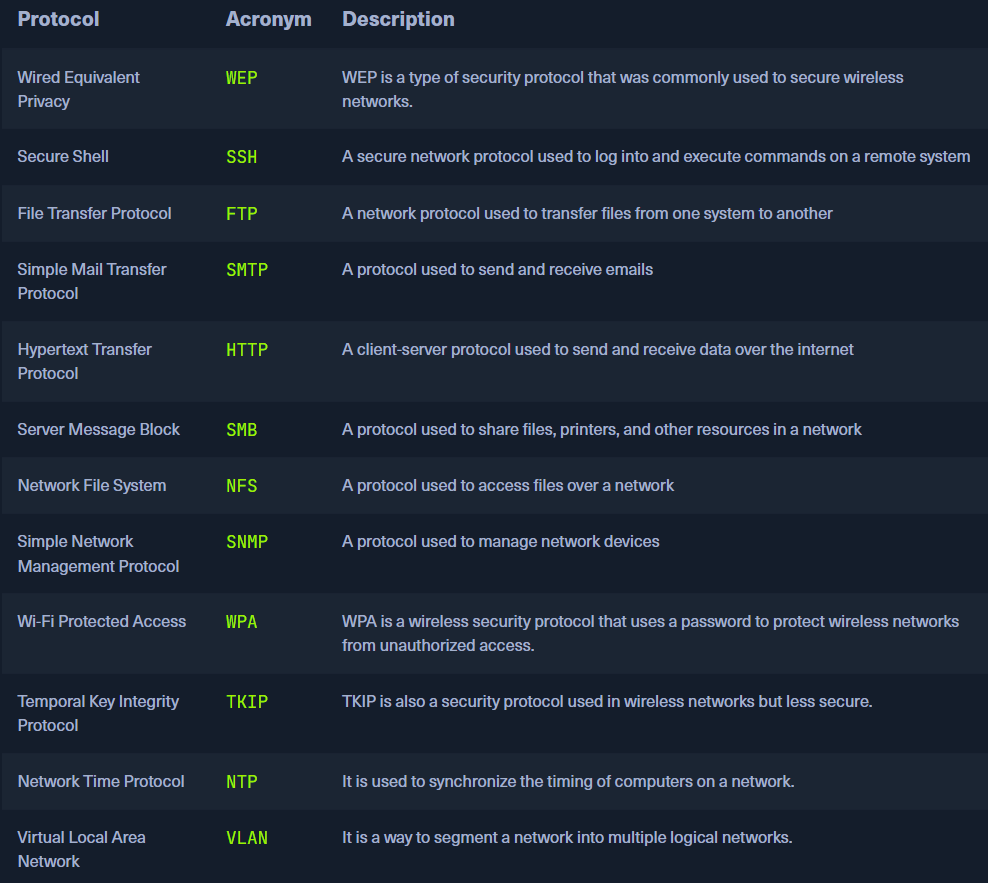 Protocol Acronym Description
Wired Equivalent WEP WEP is a type of security protocol that was commonly used to secure wireless
Privacy networks.
Secure Shell SSH A secure network protocol used to log into and execute commands on a remote system
File Transfer Protocol FTP A network protocol used to transfer files from one system to another
Simple Mail Transfer SMTP A protocol used to send and receive emails
Protocol
Hypertext Transfer HTTP A client-server protocol used to send and receive data over the internet
Protocol
Server Message Block SMB A protocol used to share files, printers, and other resources in a network
Network File System NFS A protocol used to access files over a network
Simple Network SNMP A protocol used to manage network devices
Management Protocol
Wi-Fi Protected Access WPA WPA is a wireless security protocol that uses a password to protect wireless networks
from unauthorized access.
Temporal Key Integrity TKIP TKIP is also a security protocol used in wireless networks but less secure.
Protocol
Network Time Protocol NTP It is used to synchronize the timing of computers on a network.
Virtual Local Area VLAN It is a way to segment a network into multiple logical networks.
Network